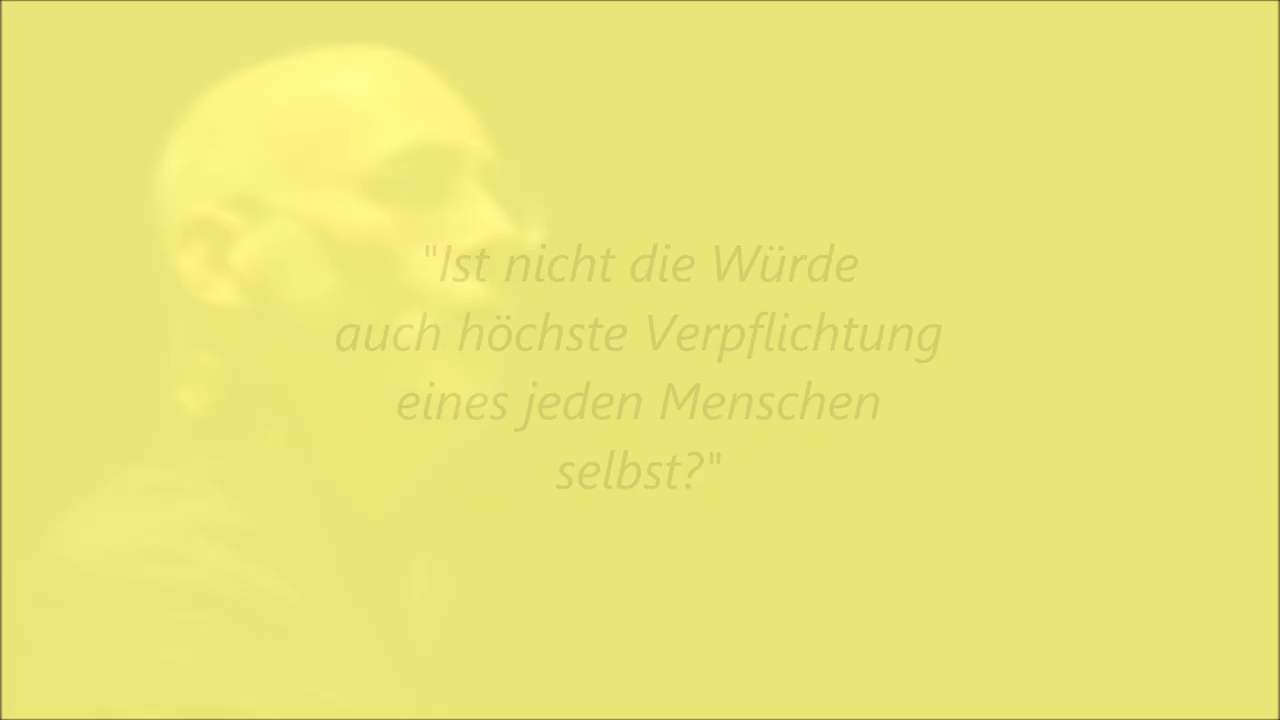 "Ist nicht die Würde
auch höchste Verpflichtung
eines jeden Menschen
selbst?"